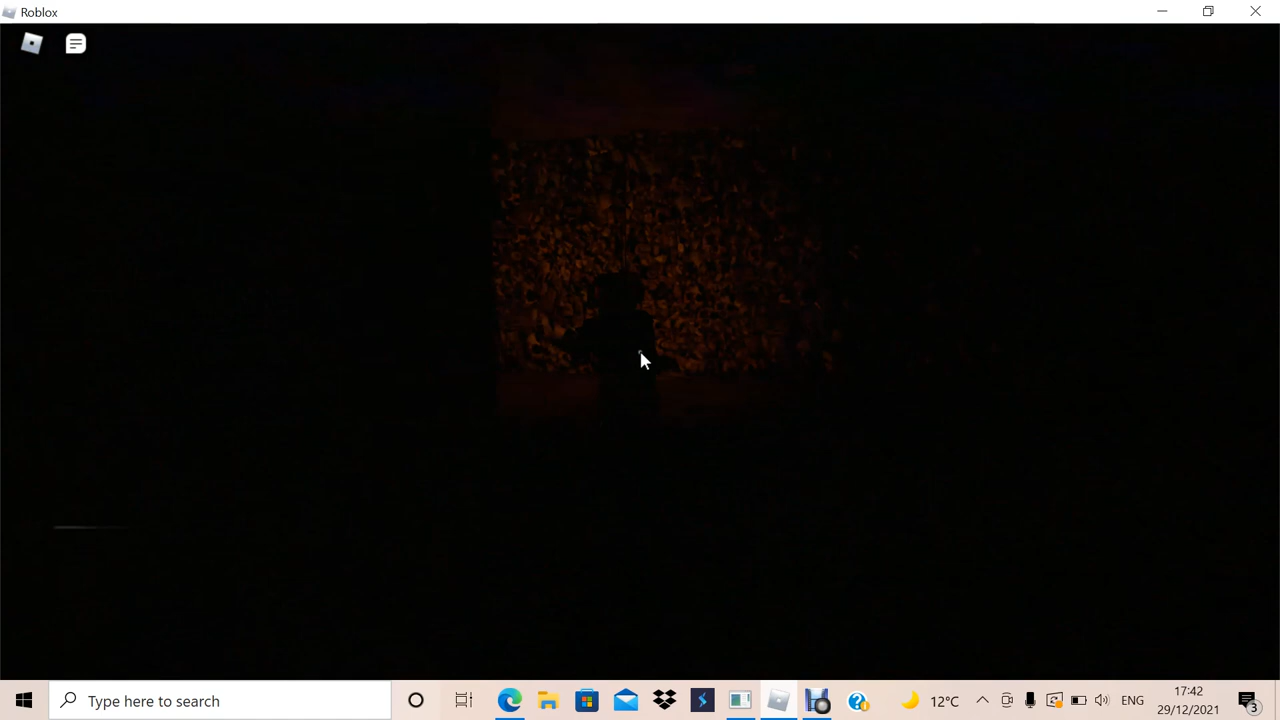 Roblox
Type here to search
12°C
ENG
17:42
29/12/2021
3